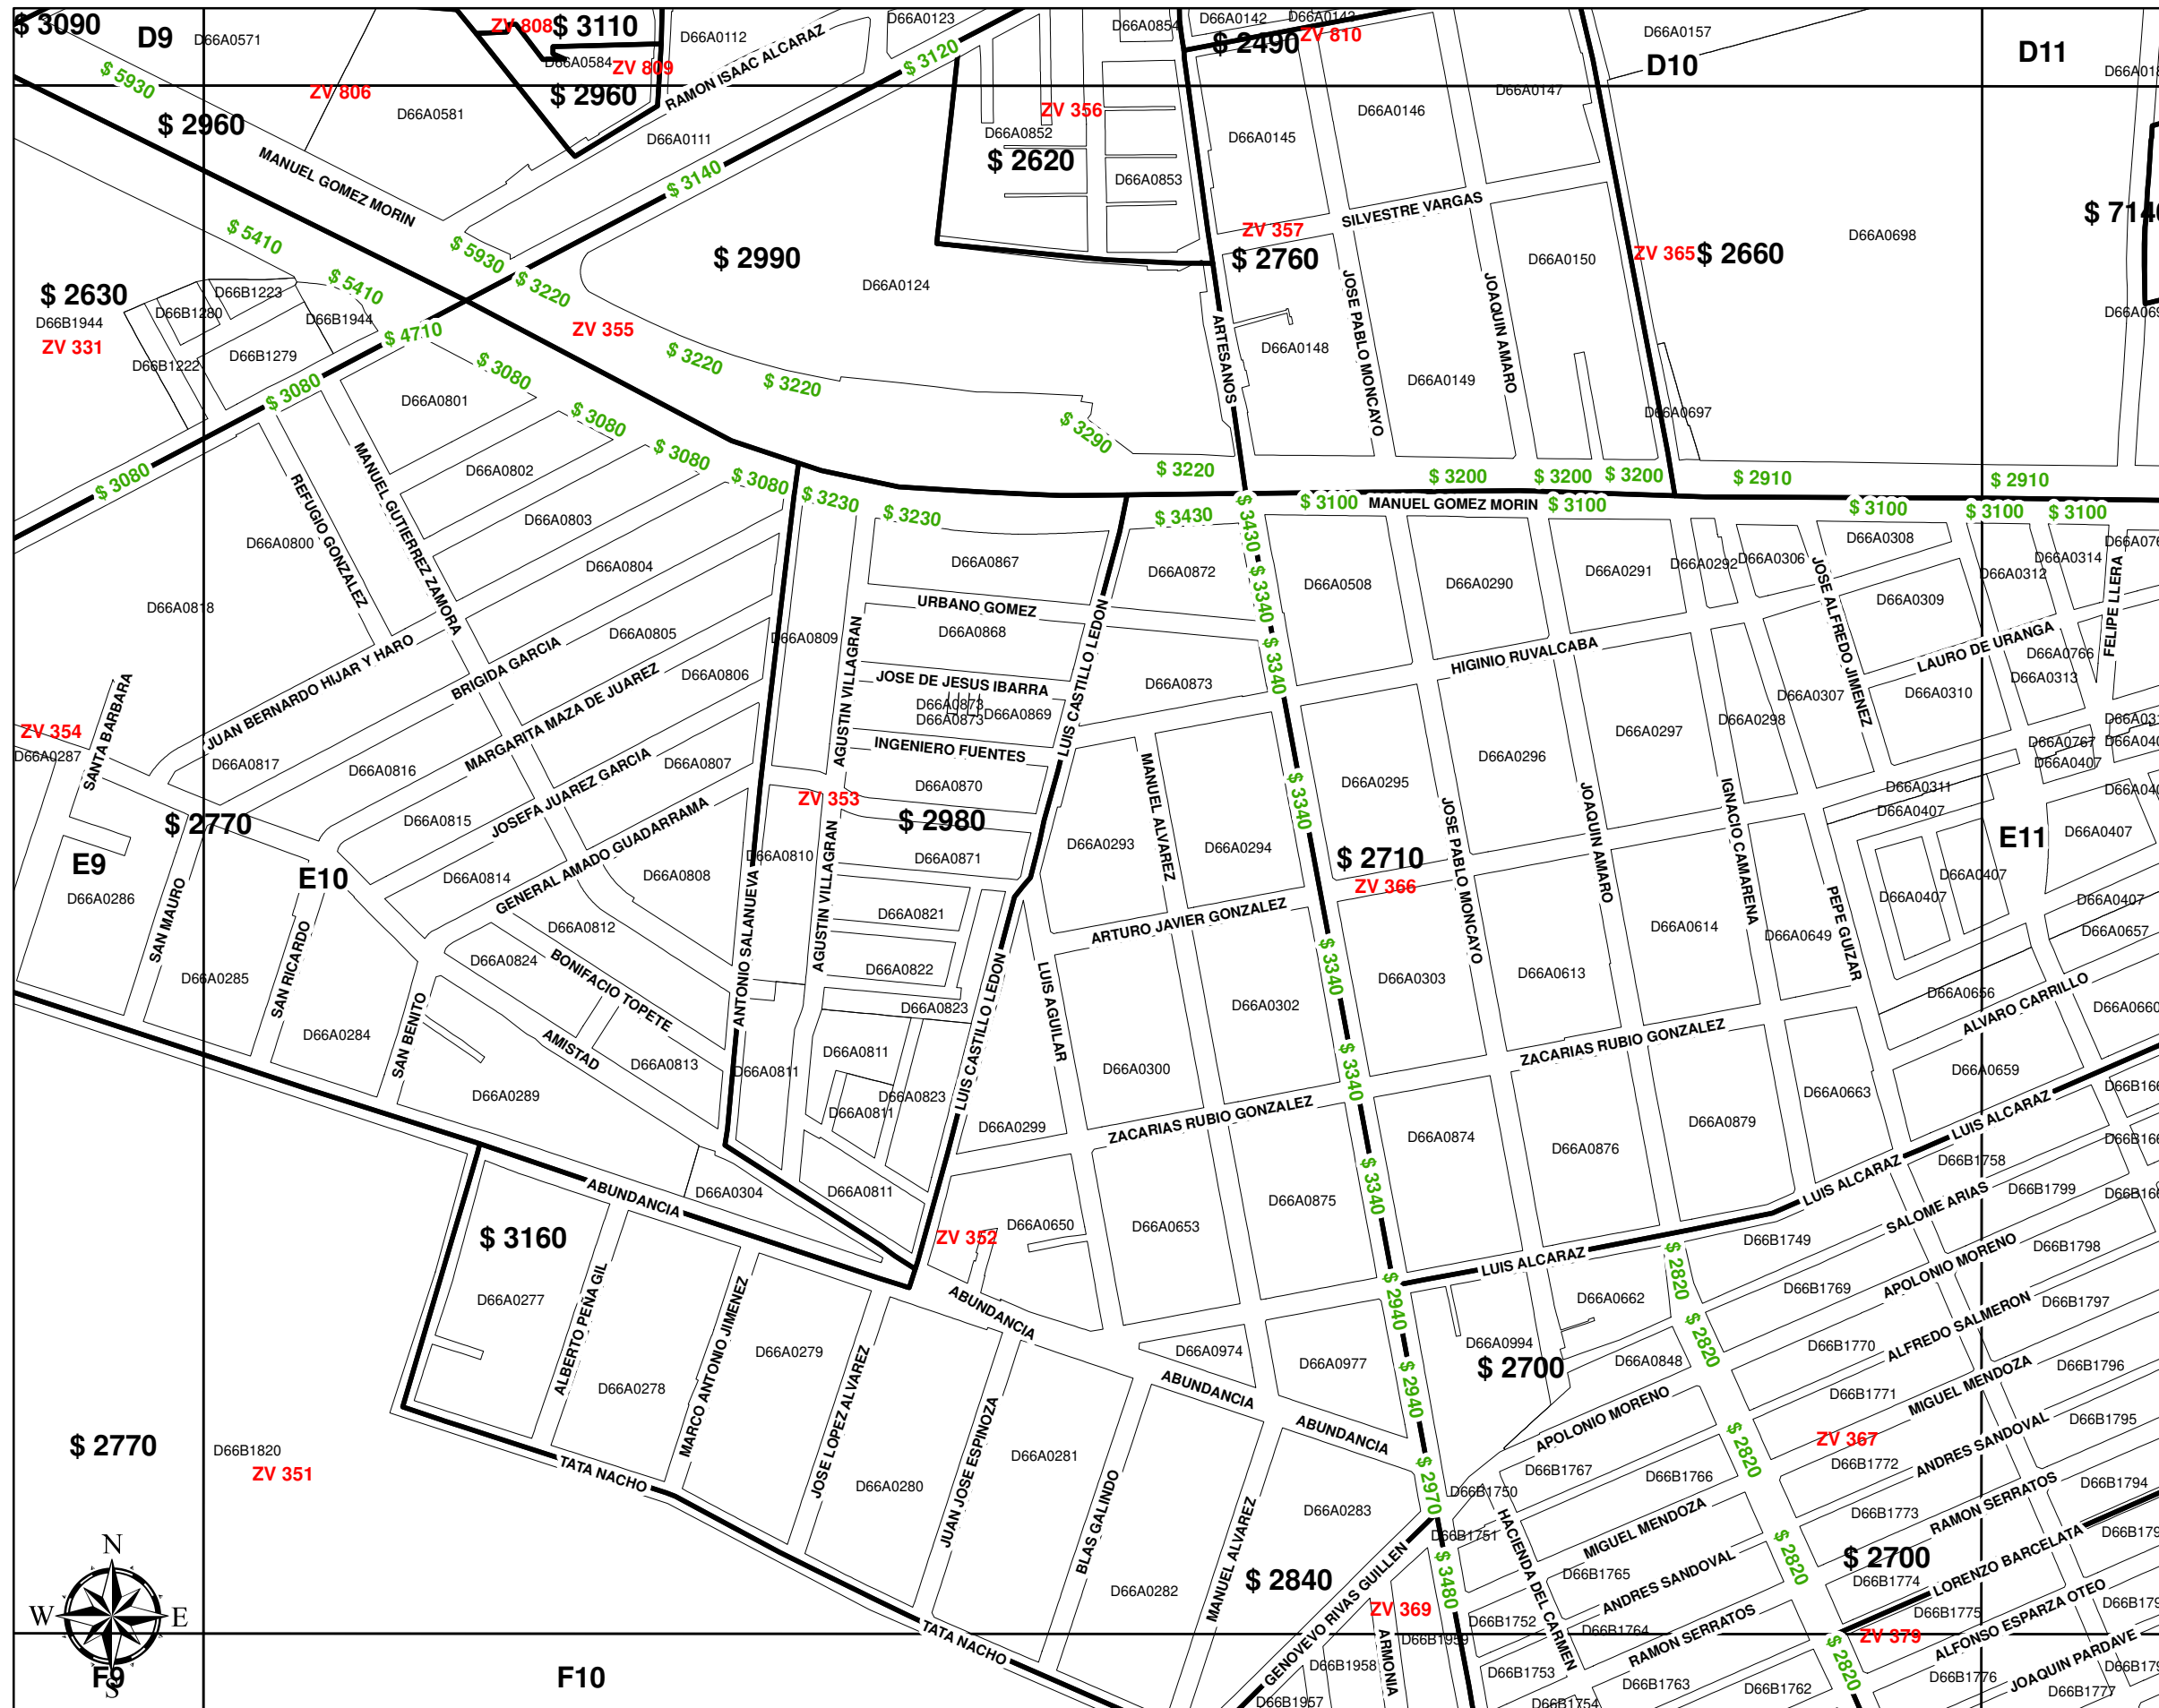 $ 3090
D9
D66A0571
ZV 808
$ 3110
D66A0112
D66A0123
D66A0854
D66A0142
D66A0143
ZV 810
$ 2490
D66A0157
D10
D11
$ 5930
ZV 806
D66A0584
ZV 809
$ 2960
RAMON ISAAC ALCARAZ
$ 3120
ZV 356
D66A0146
D66A0147
$ 2960
D66A0581
D66A0111
D66A0852
$ 2620
D66A0145
MANUEL GOMEZ MORIN
$ 3140
D66A0853
SILVESTRE VARGAS
$ 5410
$ 5930
$ 2990
D66A0124
ZV 357
$ 2760
D66A0150
ZV 365
$ 2660
D66A0698
$ 2630
D66B1944
ZV 331
D66B1280
D66B1223
$ 5410
D66B1944
$ 3220
ZV 355
$ 4710
D66B1222
D66B1279
ARTESANOS
D66A0148
JOSE PABLO MONCAYO
JOAQUIN AMARO
D66A0149
D66A0697
$ 3080
D66A0801
$ 3080
$ 3220
$ 3220
$ 3290
$ 3080
$ 3080
$ 3080
$ 3080
$ 3230
$ 3230
$ 3220
$ 3430
$ 3200
$ 3200
$ 3200
$ 2910
$ 2910
$ 3100
MANUEL GOMEZ MORIN
$ 3100
$ 3100
$ 3100
$ 3100
D66A0802
D66A0803
D66A0804
D66A0800
REFUGIO GONZALEZ
MANUEL GUTIERREZ ZAMORA
D66A0867
D66A0872
$ 3430
$ 3340
$ 3340
D66A0508
D66A0290
D66A0291
D66A0292
D66A0306
D66A0308
D66A0312
D66A0314
D66A0818
D66A0805
D66A0809
URBANO GOMEZ
D66A0868
LUIS CASTILLO LEDON
D66A0309
JOSE ALFREDO JIMENEZ
LAURO DE URANGA
FELIPE LLERA
D66A0766
HIGINIO RUVALCABA
JUAN BERNARDO HIJAR Y HARO
BRIGIDA GARCIA
MARGARITA MAZA DE JUAREZ
D66A0806
AGUSTIN VILLAGRAN
JOSE DE JESUS IBARRA
D66A0873
D66A0873
D66A0873
D66A0869
D66A0307
D66A0310
D66A0313
SANTA BARBARA
ZV 354
D66A0287
D66A0817
D66A0816
JOSEFA JUAREZ GARCIA
D66A0807
INGENIERO FUENTES
D66A0870
MANUEL ALVAREZ
$ 3340
D66A0295
D66A0296
D66A0297
D66A0298
D66A0767
D66A0407
D66A0311
D66A0407
$ 2770
D66A0815
GENERAL AMADO GUADARRAMA
ZV 353
$ 2980
D66A0871
D66A0810
D66A0293
D66A0294
$ 2710
ZV 366
JOSE PABLO MONCAYO
JOAQUIN AMARO
IGNACIO CAMARENA
E11
D66A0407
E9
D66A0286
E10
D66A0814
D66A0808
ANTONIO SALANUEVA
AGUSTIN VILLAGRAN
D66A0821
D66A0407
D66A0407
D66A0407
SAN MAURO
SAN RICARDO
D66A0812
ARTURO JAVIER GONZALEZ
D66A0614
D66A0649
PEPE GUIZAR
D66A0657
D66A0285
D66A0824
BONIFACIO TOPETE
D66A0822
D66A0823
LUIS CASTILLO LEDON
LUIS AGUILAR
D66A0302
$ 3340
D66A0303
D66A0613
D66A0656
ALVARO CARRILLO
D66A0660
D66A0284
SAN BENITO
AMISTAD
D66A0813
D66A0811
D66A0811
D66A0300
$ 3340
ZACARIAS RUBIO GONZALEZ
D66A0659
D66A0289
D66A0811
D66A0823
D66A0299
ZACARIAS RUBIO GONZALEZ
D66A0874
D66A0876
D66A0879
D66A0663
LUIS ALCARAZ
LUIS ALCARAZ
D66B1758
ABUNDANCIA
D66A0304
D66A0811
$ 3340
D66B1799
$ 3160
ZV 352
D66A0650
D66A0653
D66A0875
LUIS ALCARAZ
SALOME ARIAS
D66B1749
D66B1798
D66A0277
ALBERTO PEÑA GIL
MARCO ANTONIO JIMENEZ
ABUNDANCIA
$ 2940
D66A0662
$ 2820
D66B1769
APOLONIO MORENO
D66B1797
D66A0278
D66A0279
JOSE LOPEZ ALVAREZ
D66A0974
D66A0977
D66A0994
$ 2700
D66A0848
$ 2820
D66B1770
ALFREDO SALMERON
D66B1796
$ 2770
D66B1820
ZV 351
JUAN JOSE ESPINOZA
ABUNDANCIA
ABUNDANCIA
$ 2940
APOLONIO MORENO
D66B1771
MIGUEL MENDOZA
D66B1795
TATA NACHO
D66A0280
D66A0281
BLAS GALINDO
D66A0283
$ 2970
D66B1750
D66B1767
D66B1766
$ 2820
ZV 367
D66B1772
ANDRES SANDOVAL
D66B1794
N
W
E
S
MANUEL ALVAREZ
D66B1751
HACIENDA DEL CARMEN
MIGUEL MENDOZA
D66B1773
RAMON SERRATOS
D66A0282
$ 2840
GENOVEVO RIVAS GUILLEN
$ 3480
D66B1765
ANDRES SANDOVAL
$ 2820
$ 2700
D66B1774
LORENZO BARCELATA
TATA NACHO
ZV 369
ARMONIA
D66B1959
D66B1752
D66B1764
RAMON SERRATOS
D66B1775
ZV 379
ALFONSO ESPARZA OTEO
F9
F10
D66B1958
D66B1957
D66B1753
D66B1754
D66B1763
D66B1762
$ 2820
D66B1776
JOAQUIN PARDAVE
D66B1777